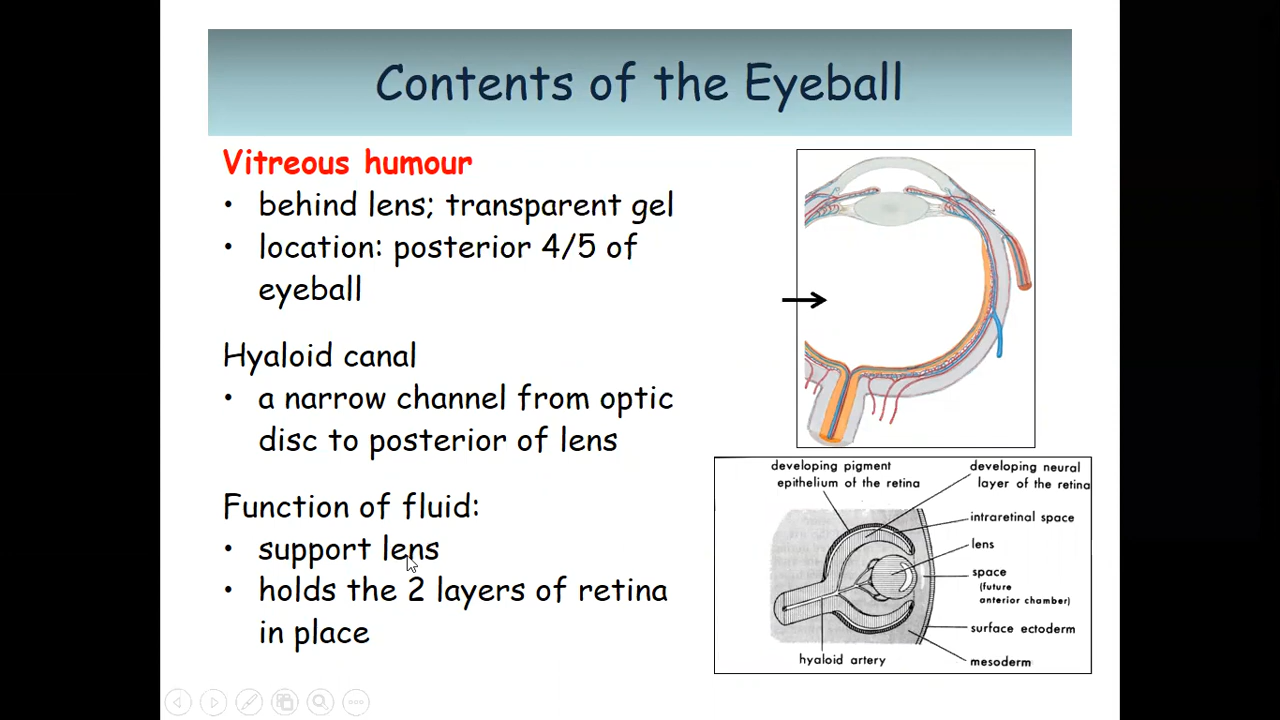 Contents of the Eyeball
Vitreous humour
• behind lens; transparent gel
• location: posterior 4/5 of
eyeball
Hyaloid canal
• a narrow channel from optic
disc to posterior of lens
Function of fluid:
• support lens
• holds the 2 layers of retina
in place
developing pigment
epithelium of the retina
developing neural
layer of the retina
intraretinal space
lens
space
(future
anterior chamber)
surface ectoderm
mesoderm
hyaloid artery